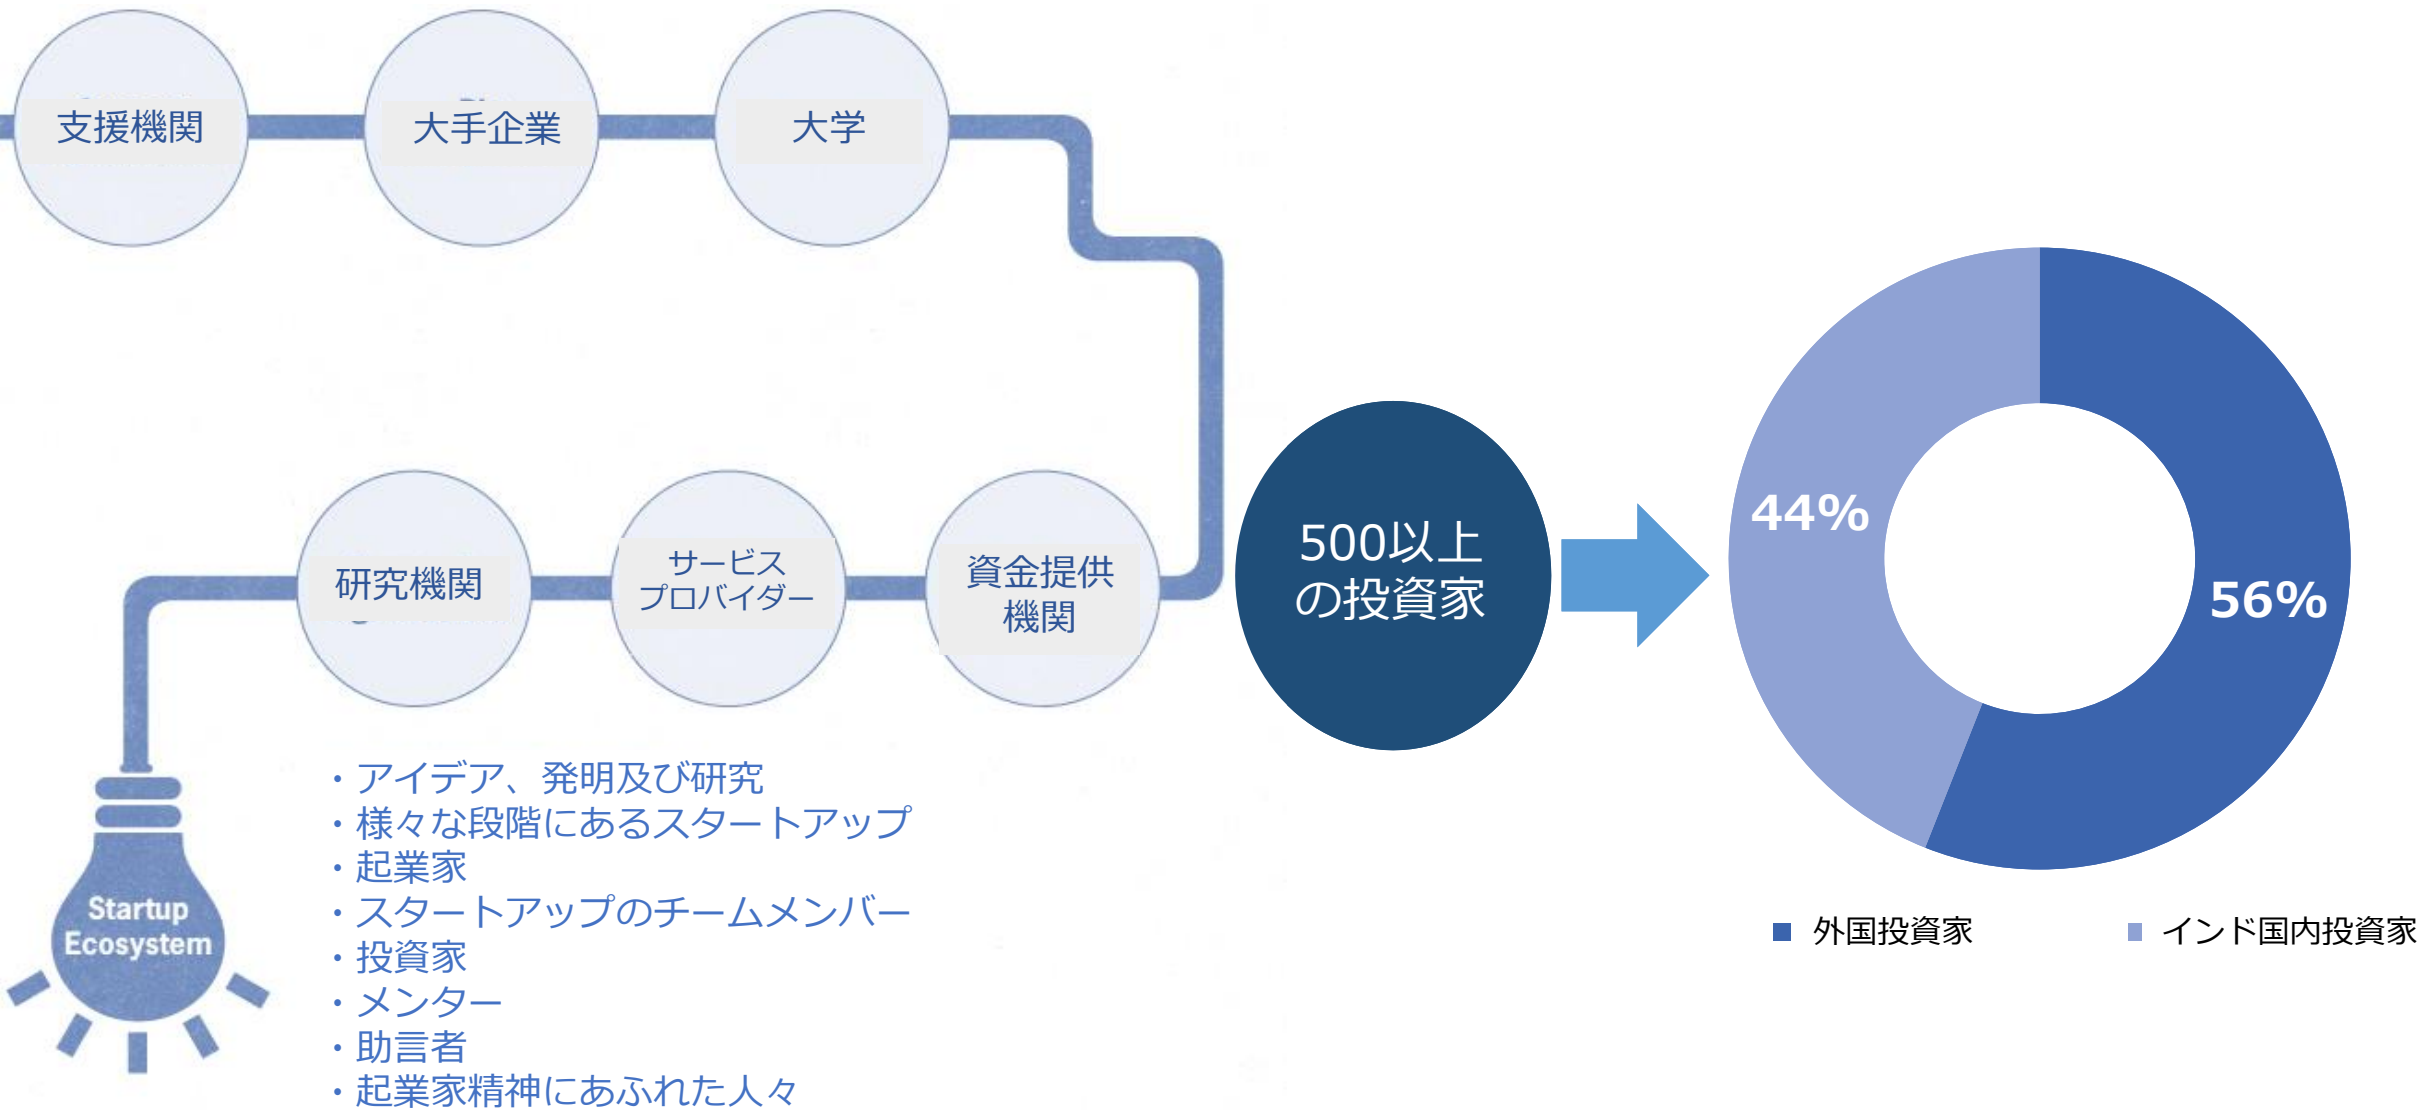 支援機関
大手企業
大学
研究機関
サービス
プロバイダー
資金提供
機関
500以上
の投資家
44%
56%
外国投資家
インド国内投資家
Startup
Ecosystem
・アイデア、発明及び研究
・様々な段階にあるスタートアップ
・起業家
・スタートアップのチームメンバー
・投資家
・メンター
・助言者
・起業家精神にあふれた人々